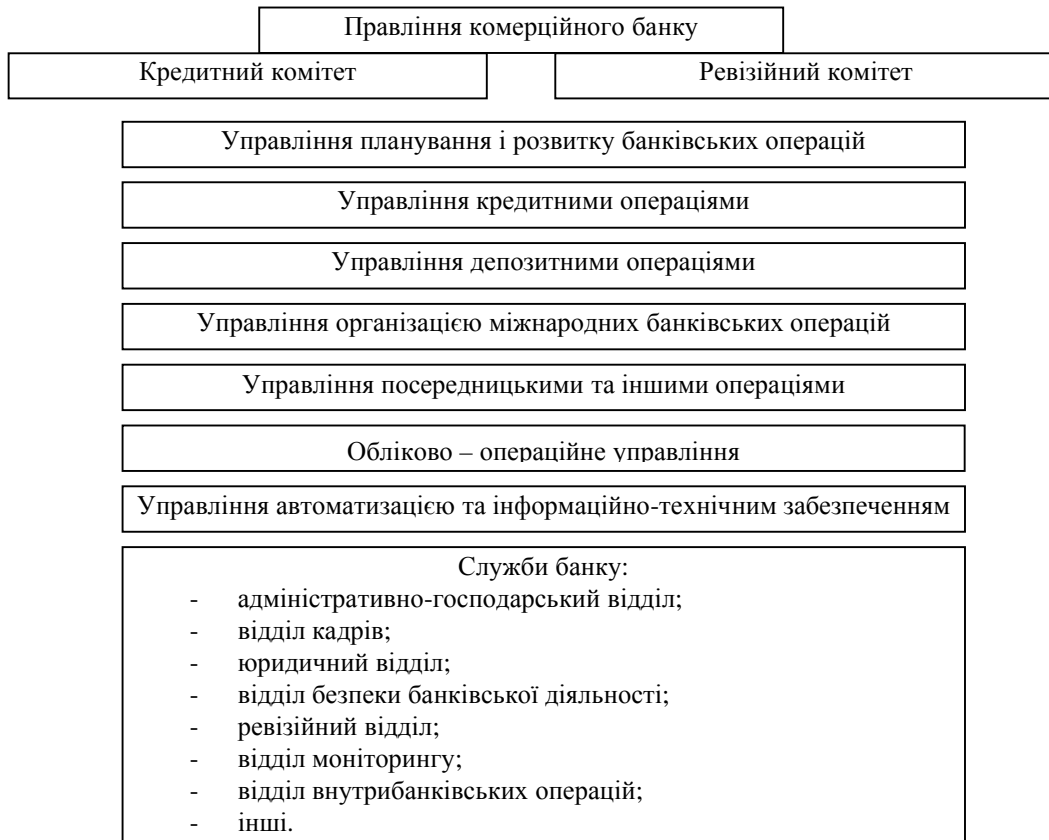 Правління комерційного банку
Кредитний комітет
Ревізійний комітет
Управління планування і розвитку банківських операцій
Управління кредитними операціями
Управління депозитними операціями
Управління організацією міжнародних банківських операцій
Управління посередницькими та іншими операціями
Обліково – операційне управління
Управління автоматизацією та інформаційно-технічним забезпеченням
Служби банку:
- адміністративно-господарський відділ;
- відділ кадрів;
- юридичний відділ;
- відділ безпеки банківської діяльності;
- ревізійний відділ;
- відділ моніторингу;
- відділ внутрибанківських операцій;
- інші.